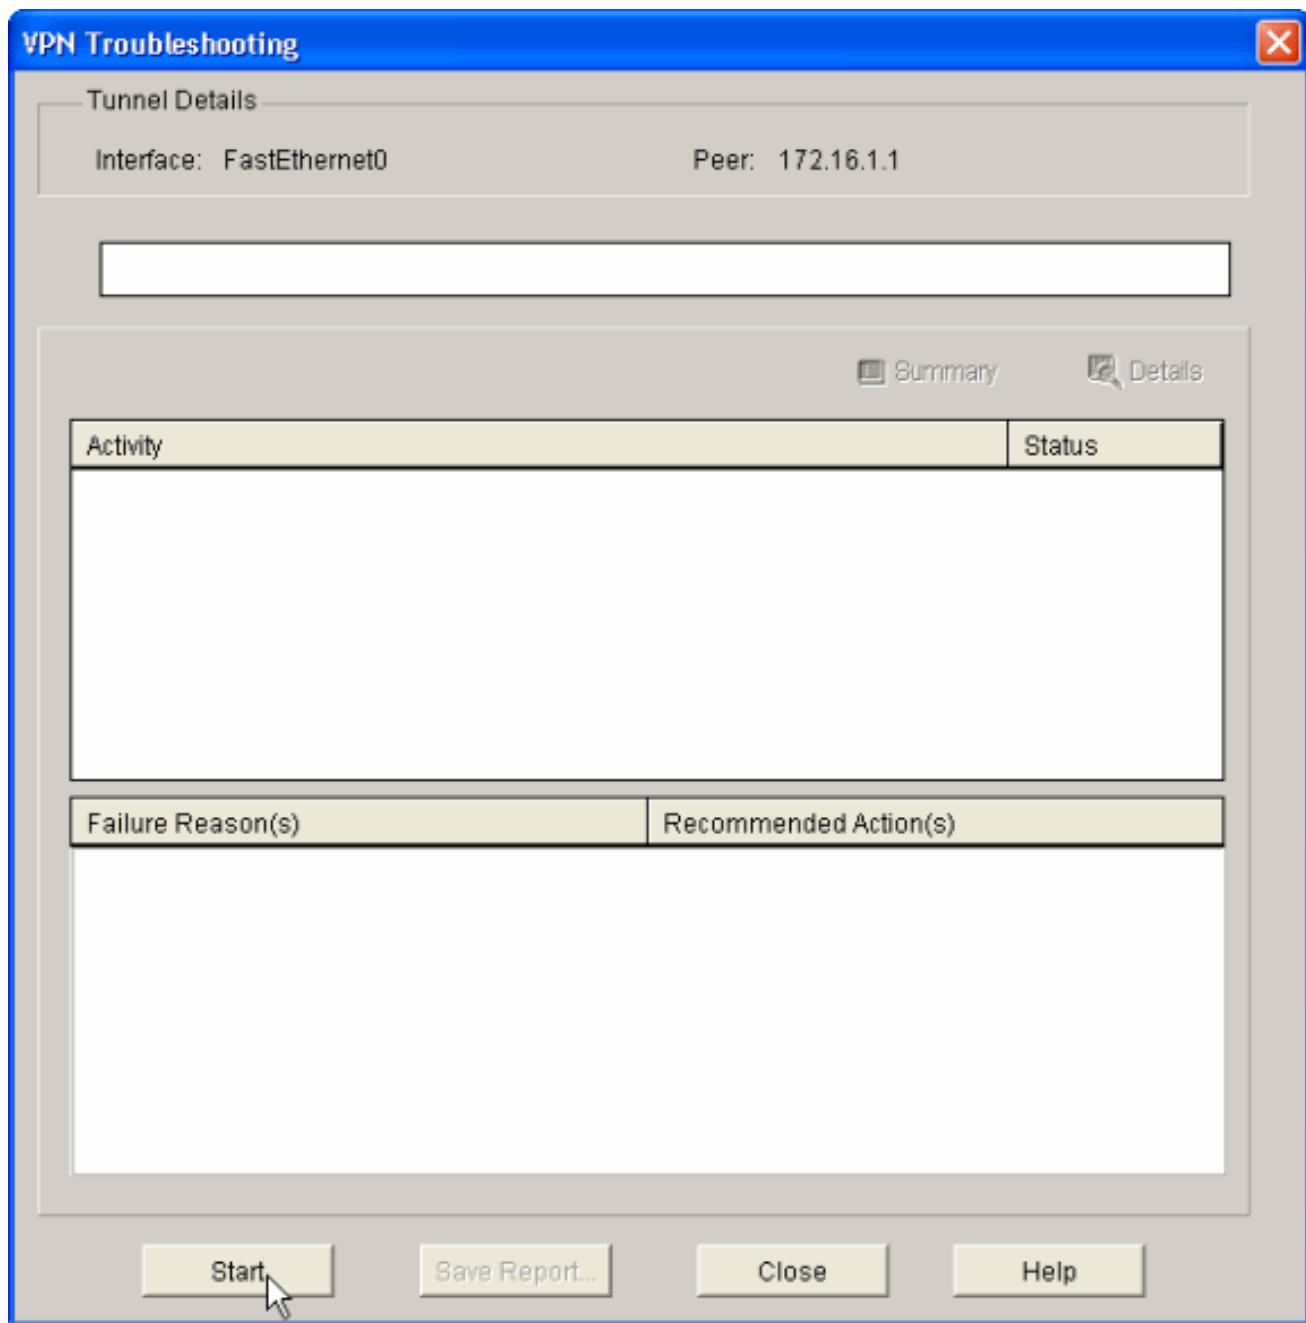 VPN Troubleshooting
Tunnel Details
Interface: FastEthernet0 Peer: 172.16.1.1
Summary Details
Activity Status
Failure Reason(s) Recommended Action(s)
Start Save Report... Close Help